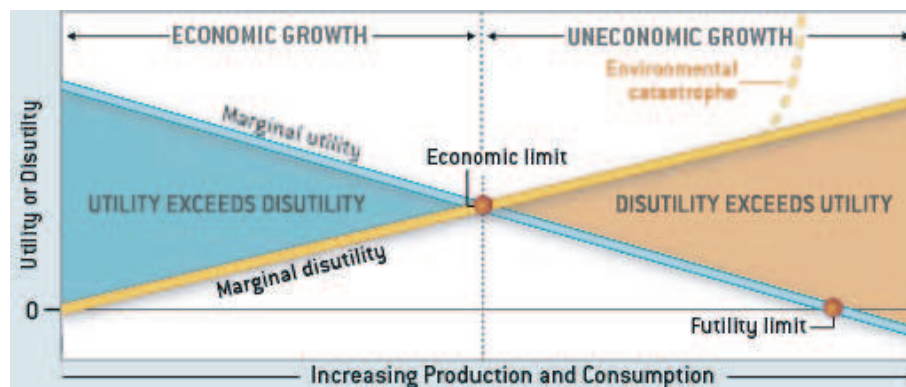 ECONOMIC GROWTH
UNECONOMIC GROWTH
Environmental
catastrophe
Marginal utility
Economic limit
UTILITY EXCEEDS DISUTILITY
DISUTILITY EXCEEDS UTILITY
Marginal disutility
Utility or Disutility
0
Futility limit
Increasing Production and Consumption